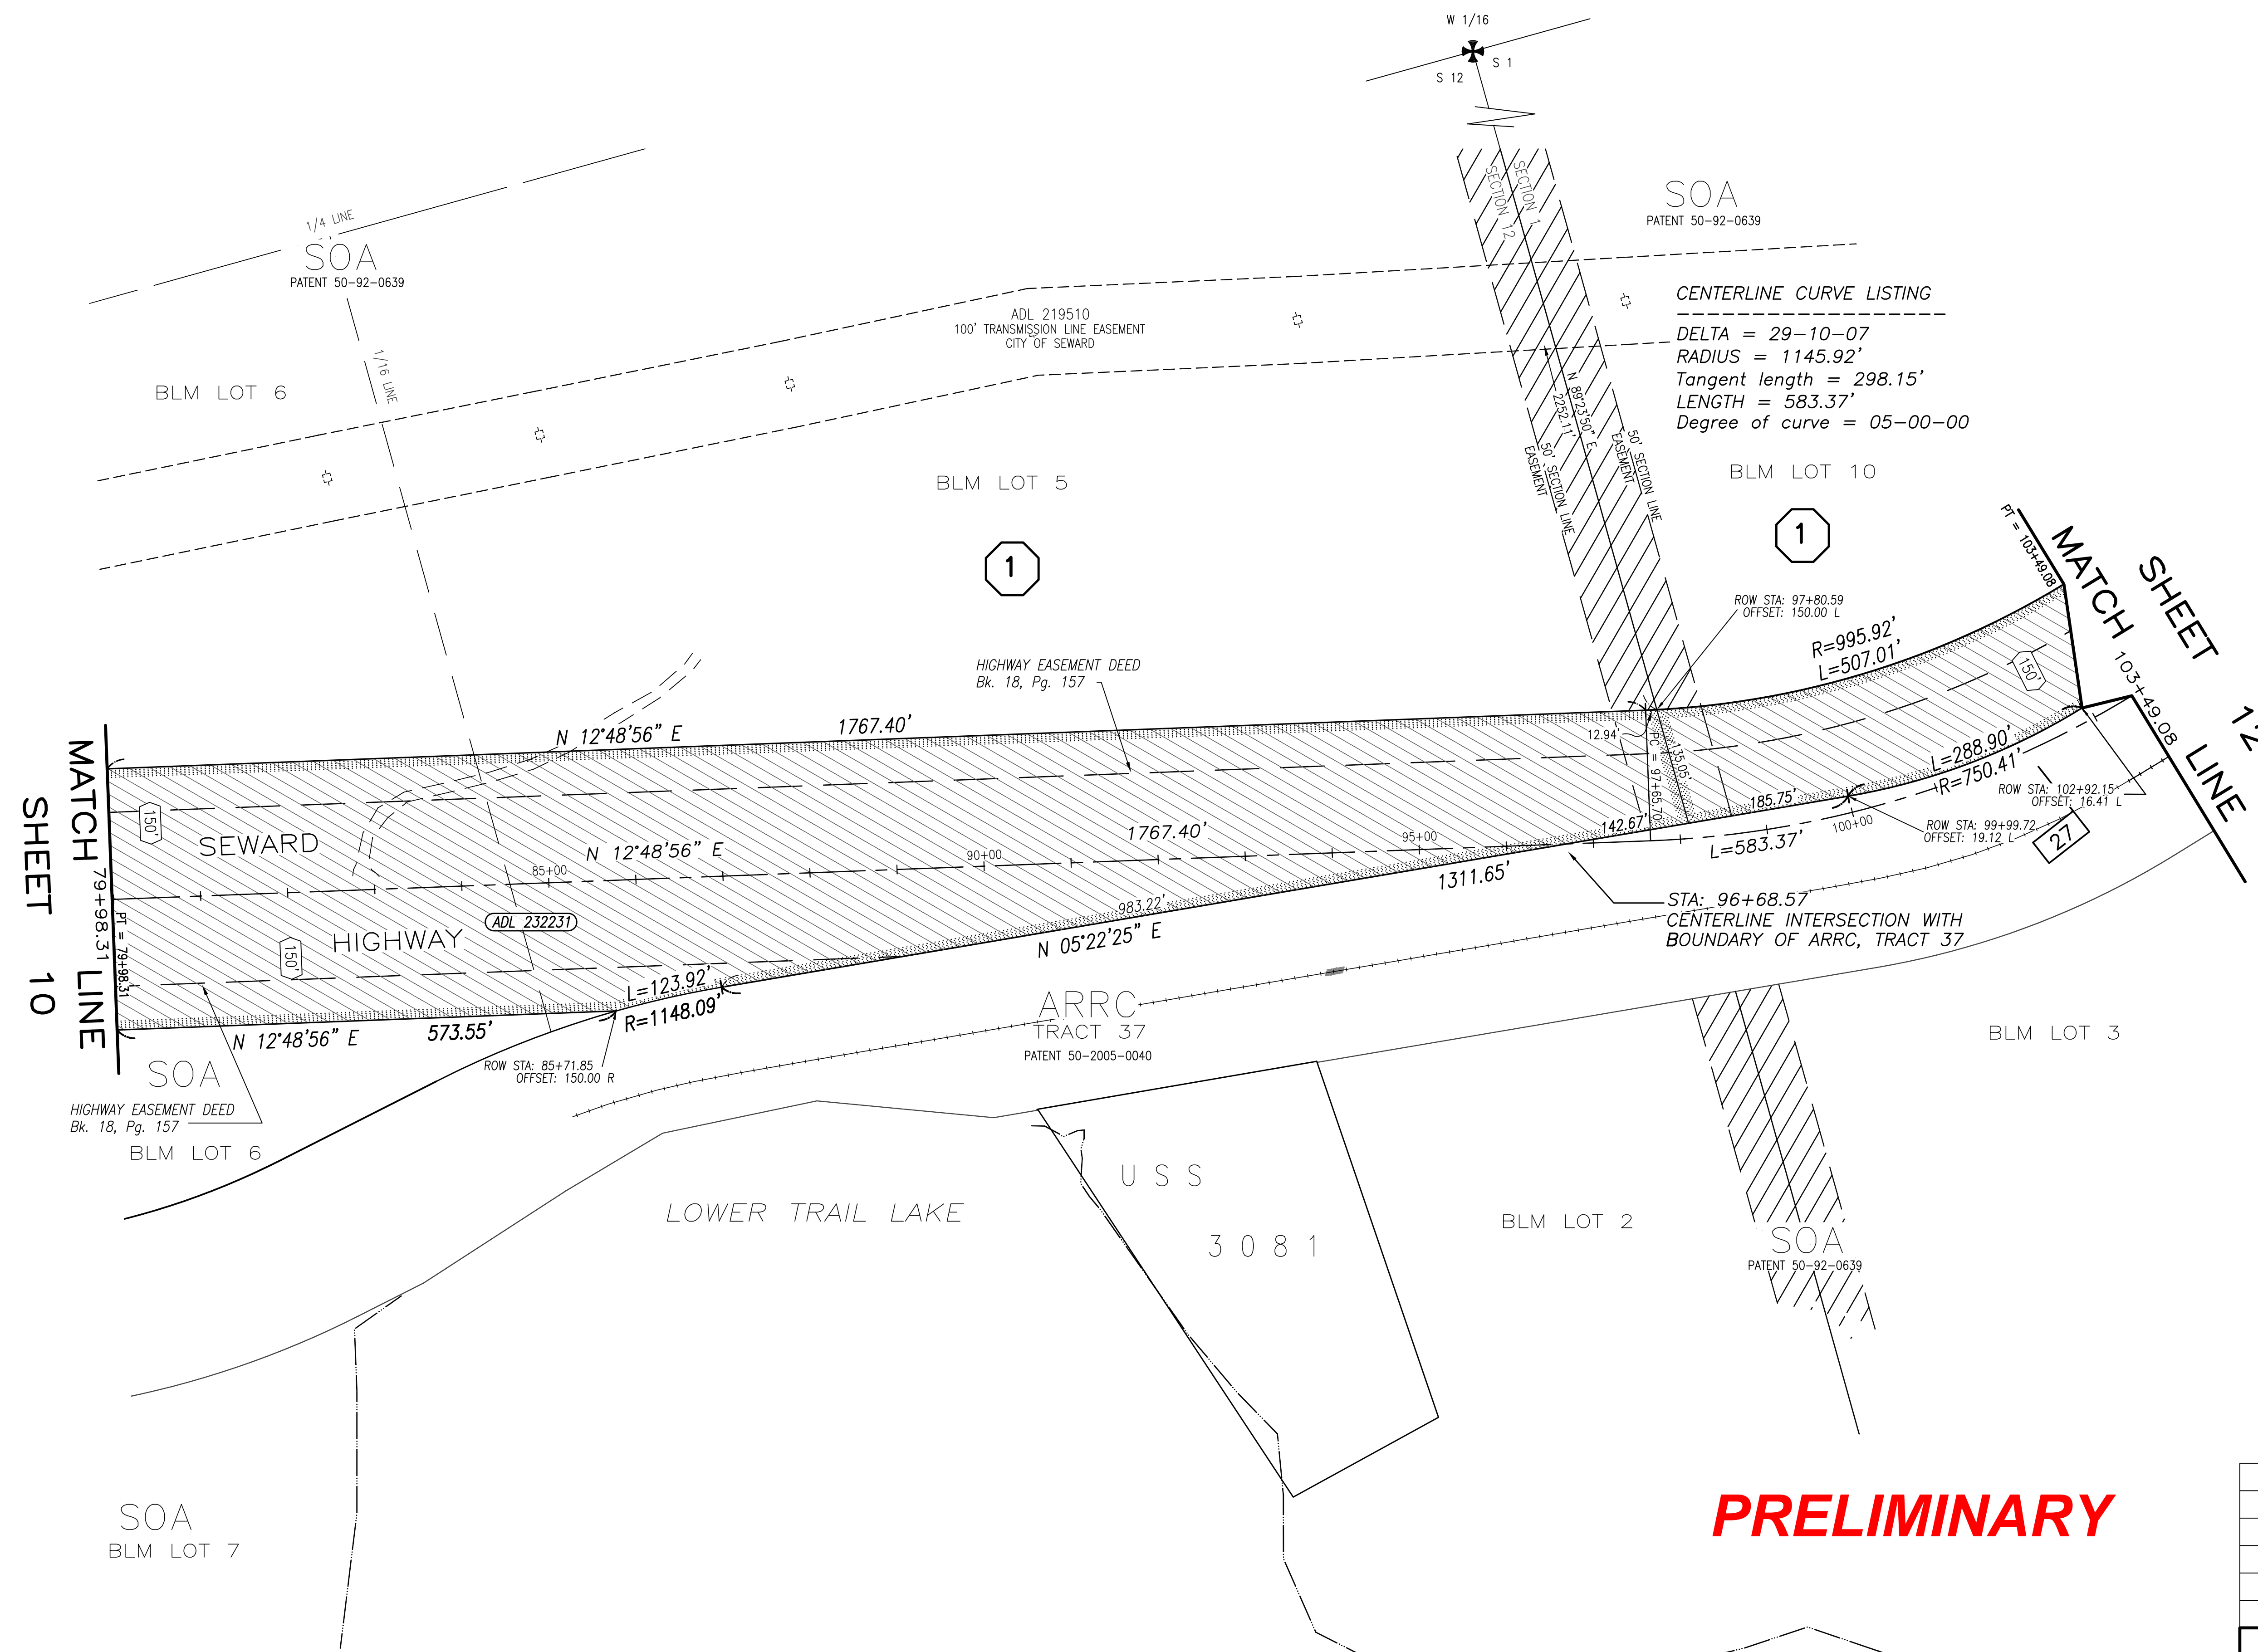 W 1/16
S 12
S 1
SECTION 1
SECTION 12
SOA
PATENT 50-92-0639
1/4 LINE
SOA
PATENT 50-92-0639
1/16 LINE
BLM LOT 6
ADL 219510
100' TRANSMISSION LINE EASEMENT
CITY OF SEWARD
CENTERLINE CURVE LISTING
DELTA = 29-10-07
RADIUS = 1145.92'
Tangent length = 298.15'
LENGTH = 583.37'
Degree of curve = 05-00-00
N 89°23'50" E
2252.11'
50' SECTION LINE
EASEMENT
50' SECTION LINE
EASEMENT
BLM LOT 5
1
BLM LOT 10
1
PT = 103+49.08
MATCH LINE
103+49.08
SHEET 12
ROW STA: 97+80.59
OFFSET: 150.00 L
R=995.92'
L=507.01'
150'
HIGHWAY EASEMENT DEED
Bk. 18, Pg. 157
N 12°48'56" E
1767.40'
12.94'
PC = 97+65.70
135.05'
MATCH LINE
79+98.31
SHEET 10
PT = 79+98.31
150'
SEWARD
N 12°48'56" E
1767.40'
85+00
90+00
95+00
100+00
142.67'
185.75'
L=288.90'
R=750.41'
ROW STA: 102+92.15
OFFSET: 16.41 L
ROW STA: 99+99.72
OFFSET: 19.12 L
27
L=583.37'
ADL 232231
HIGHWAY
150'
983.22'
1311.65'
N 05°22'25" E
STA: 96+68.57
CENTERLINE INTERSECTION WITH
BOUNDARY OF ARRC, TRACT 37
L=123.92'
R=1148.09'
N 12°48'56" E
573.55'
ROW STA: 85+71.85
OFFSET: 150.00 R
ARRC
TRACT 37
PATENT 50-2005-0040
BLM LOT 3
SOA
HIGHWAY EASEMENT DEED
Bk. 18, Pg. 157
BLM LOT 6
USS
3081
LOWER TRAIL LAKE
BLM LOT 2
SOA
PATENT 50-92-0639
SOA
BLM LOT 7
PRELIMINARY